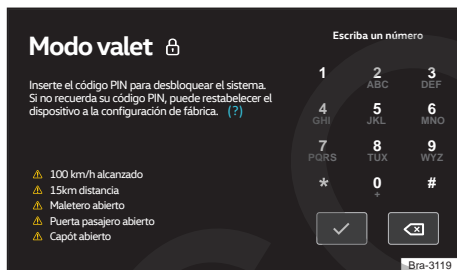 Modo valet
Inserte el código PIN para desbloquear el sistema.
Si no recuerda su código PIN, puede restabelecer el
dispositivo a la configuración de fábrica. (?)
100 km/h alcanzado
15km distancia
Maletero abierto
Puerta pasajero abierto
Capót abierto
Escriba un número
1 2 3
ABC DEF
4 5 6
GHI JKL MNO
7 8 9
PQRS TUX WYZ
* 0 #
+
Bra-3119